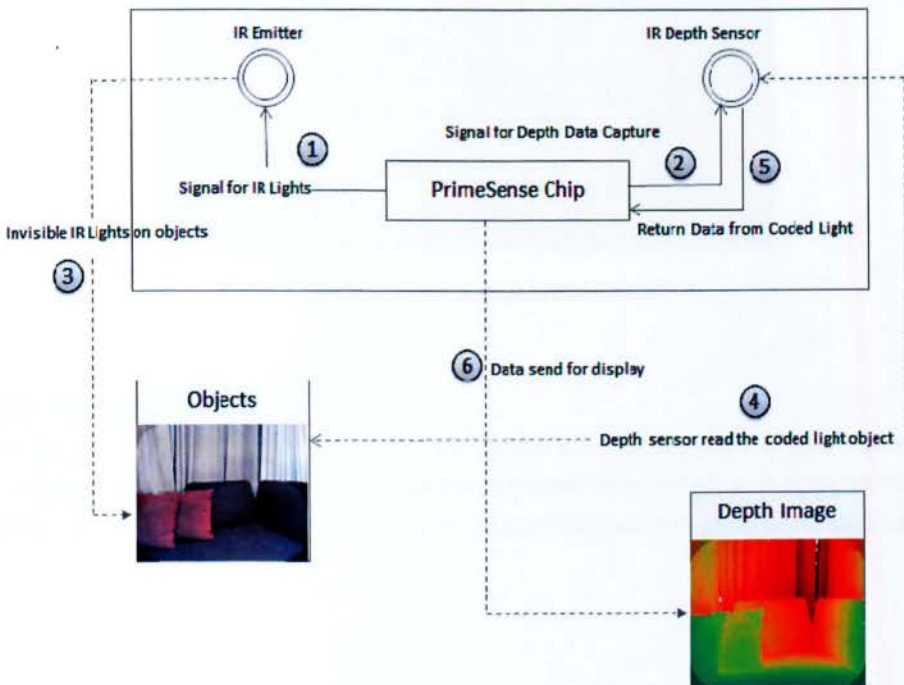 IR Emitter
IR Depth Sensor
1
Signal for Depth Data Capture
2
5
Signal for IR Lights
PrimeSense Chip
Invisible IR Lights on objects
Return Data from Coded Light
3
6
Data send for display
4
Objects
Depth sensor read the coded light object
Depth Image